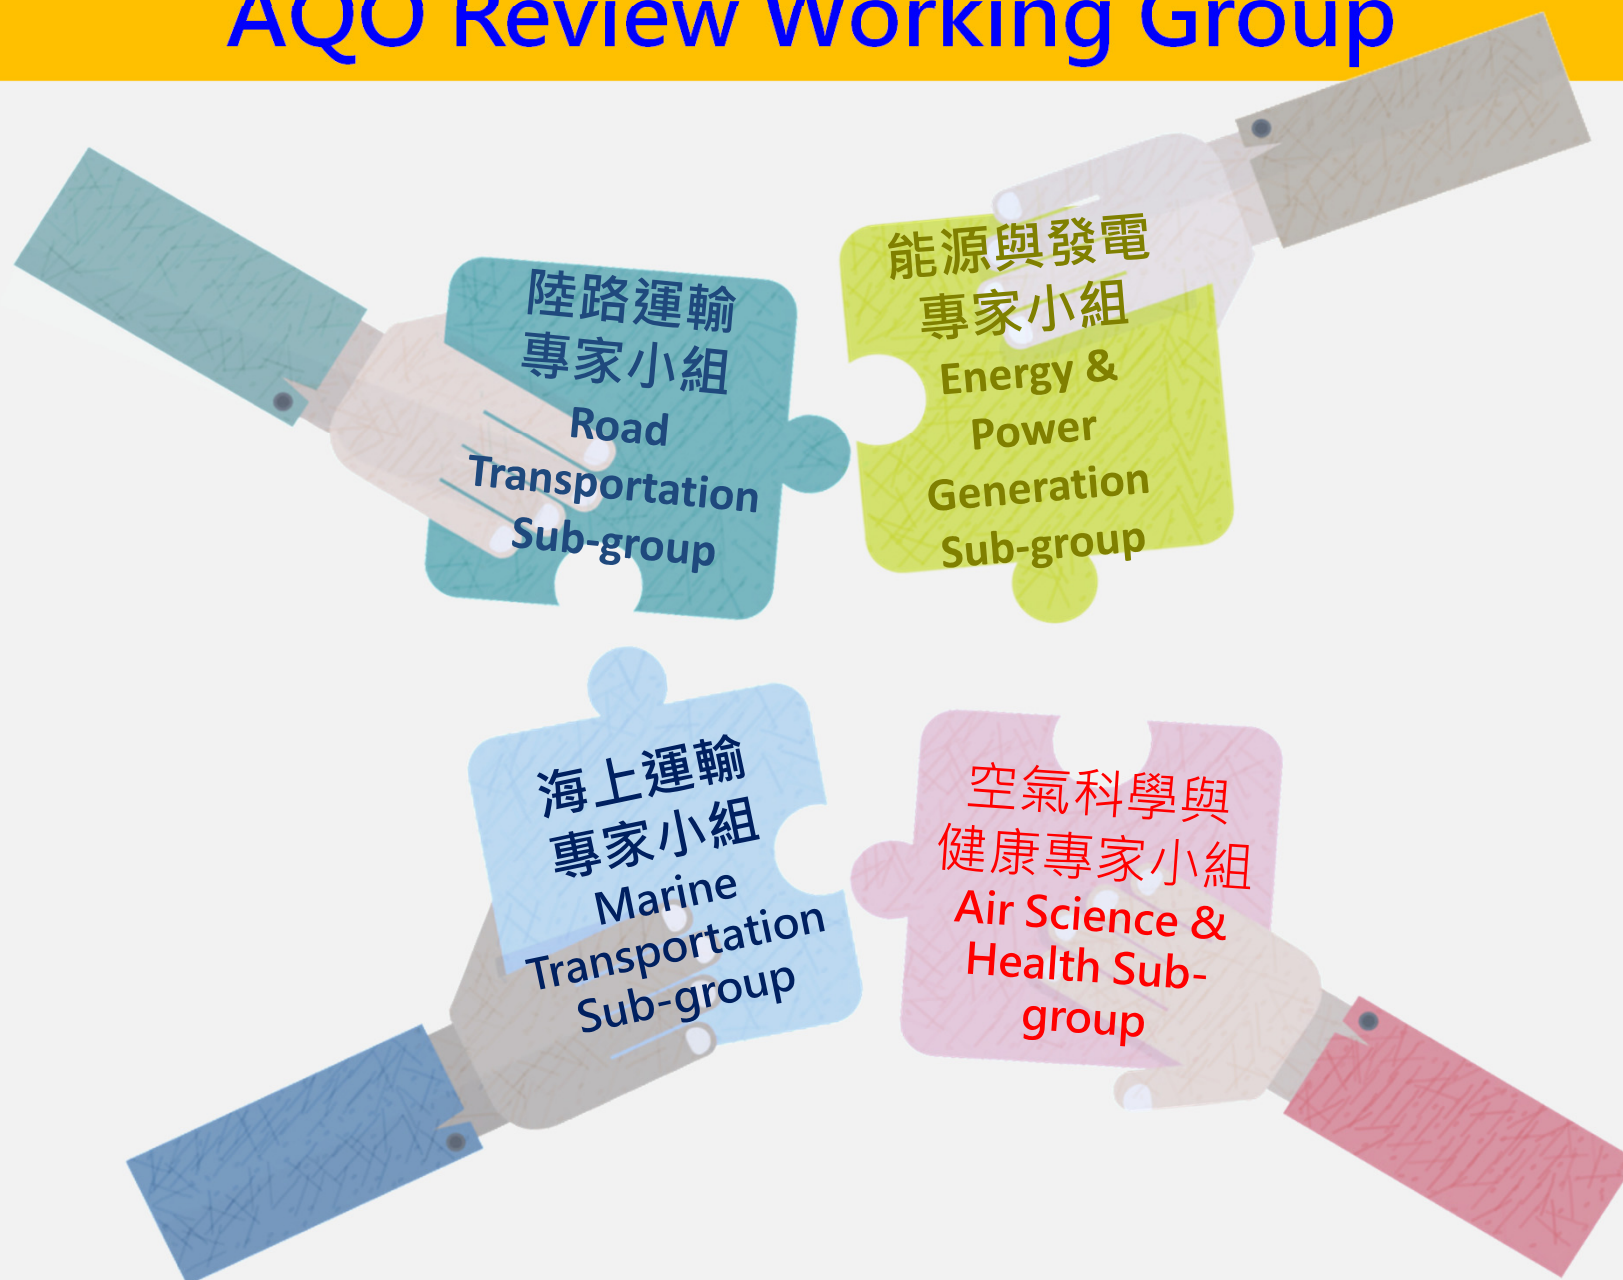 AQO Review Working Group
陸路運輸
專家小組
Road
Transportation
Sub-group
能源與發電
專家小組
Energy &
Power
Generation
Sub-group
海上運輸
專家小組
Marine
Transportation
Sub-group
空氣科學與
健康專家小組
Air Science &
Health Sub-
group